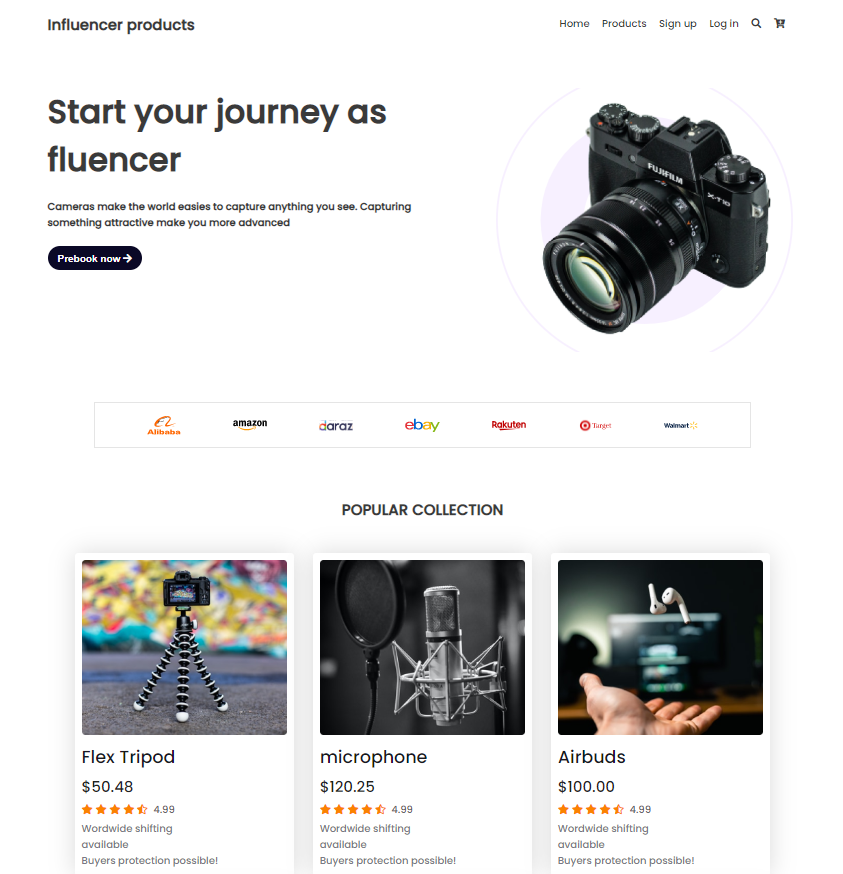 Influencer products
Home Products Sign up Log in
Start your journey as
fluencer
Cameras make the world easies to capture anything you see. Capturing
something attractive make you more advanced
Prebook now
FUJIFILM
X-T10
Alibaba
amazon
daraz
ebay
Rakuten
Target
Walmart
POPULAR COLLECTION
Flex Tripod
$50.48
4.99
Wordwide shifting
available
Buyers protection possible!
microphone
$120.25
4.99
Wordwide shifting
available
Buyers protection possible!
Airbuds
$100.00
4.99
Wordwide shifting
available
Buyers protection possible!